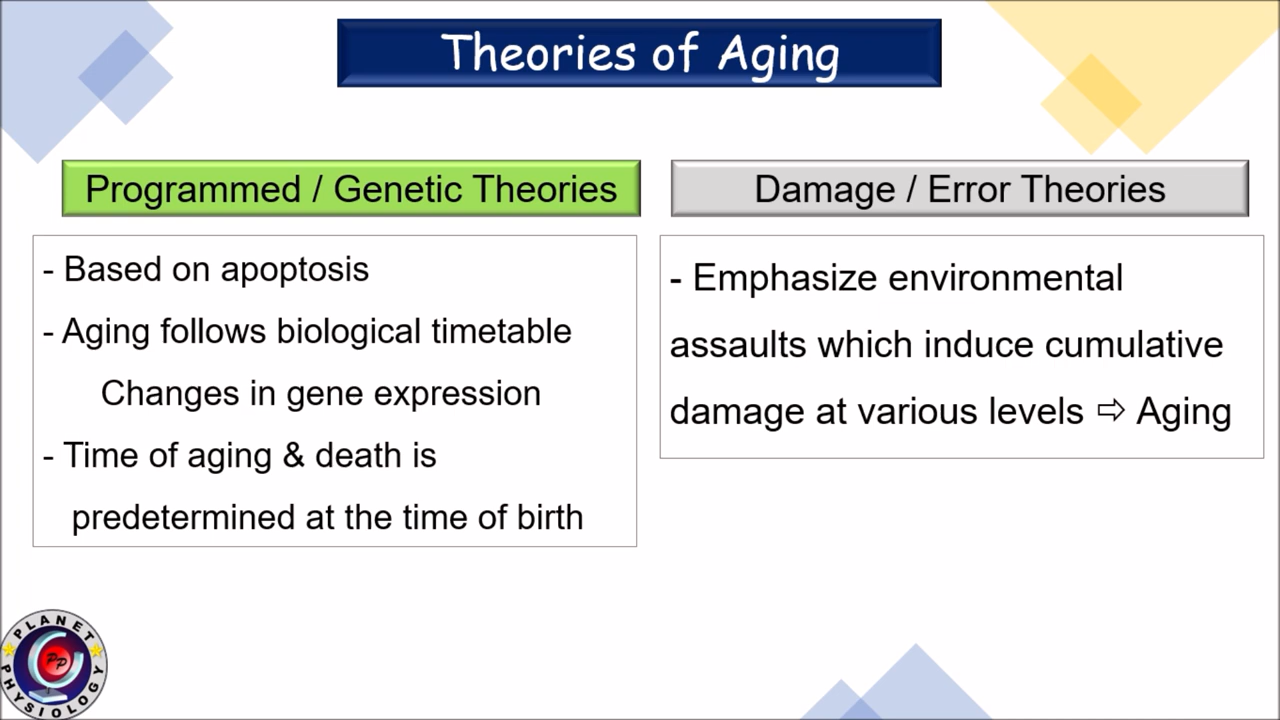 Theories of Aging
Programmed / Genetic Theories
- Based on apoptosis
- Aging follows biological timetable
Changes in gene expression
- Time of aging & death is
predetermined at the time of birth
Damage / Error Theories
- Emphasize environmental
assaults which induce cumulative
damage at various levels ⇨ Aging
PLANET
PP
PHYSIOLOGY